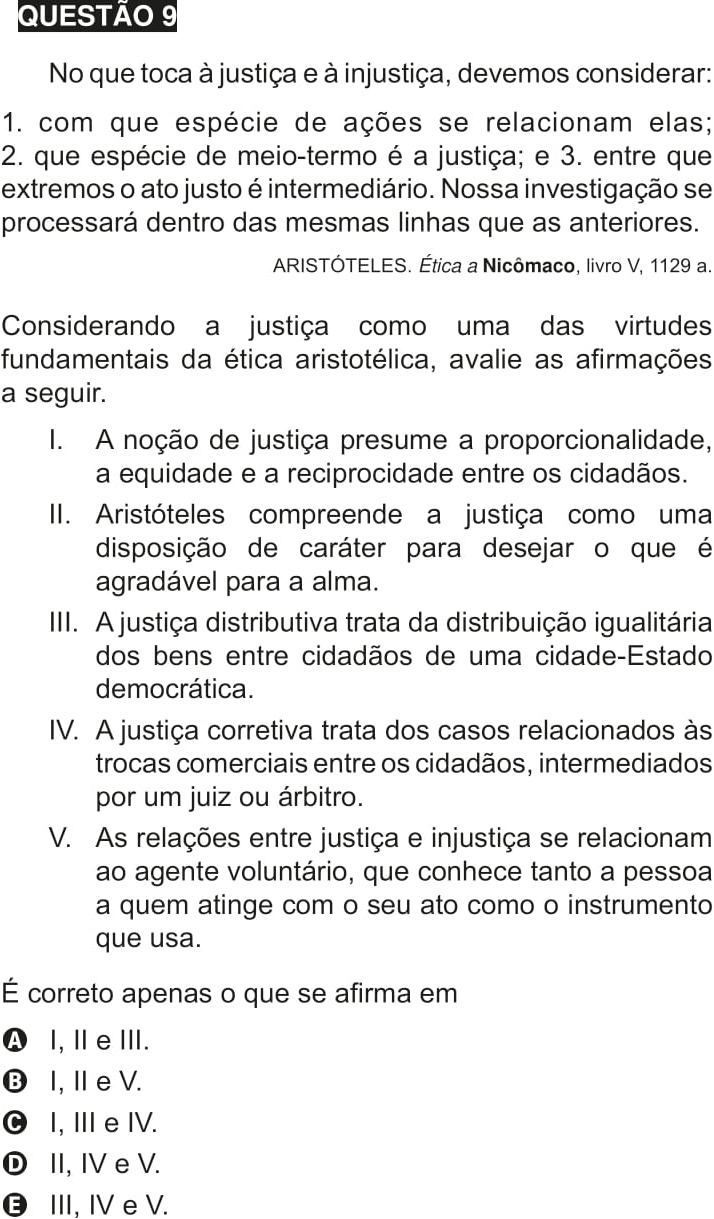 QUESTÃO 9
No que toca à justiça e à injustiça, devemos considerar:
1. com que espécie de ações se relacionam elas;
2. que espécie de meio-termo é a justiça; e 3. entre que
extremos o ato justo é intermediário. Nossa investigação se
processará dentro das mesmas linhas que as anteriores.
ARISTÓTELES. Ética a Nicômaco, livro V, 1129 a.
Considerando a justiça como uma das virtudes
fundamentais da ética aristotélica, avalie as afirmações
a seguir.
I. A noção de justiça presume a proporcionalidade,
a equidade e a reciprocidade entre os cidadãos.
II. Aristóteles compreende a justiça como uma
disposição de caráter para desejar o que é
agradável para a alma.
III. A justiça distributiva trata da distribuição igualitária
dos bens entre cidadãos de uma cidade-Estado
democrática.
IV. A justiça corretiva trata dos casos relacionados às
trocas comerciais entre os cidadãos, intermediados
por um juiz ou árbitro.
V. As relações entre justiça e injustiça se relacionam
ao agente voluntário, que conhece tanto a pessoa
a quem atinge com o seu ato como o instrumento
que usa.
É correto apenas o que se afirma em
A I, II e III.
B I, II e V.
C I, III e IV.
D II, IV e V.
E III, IV e V.